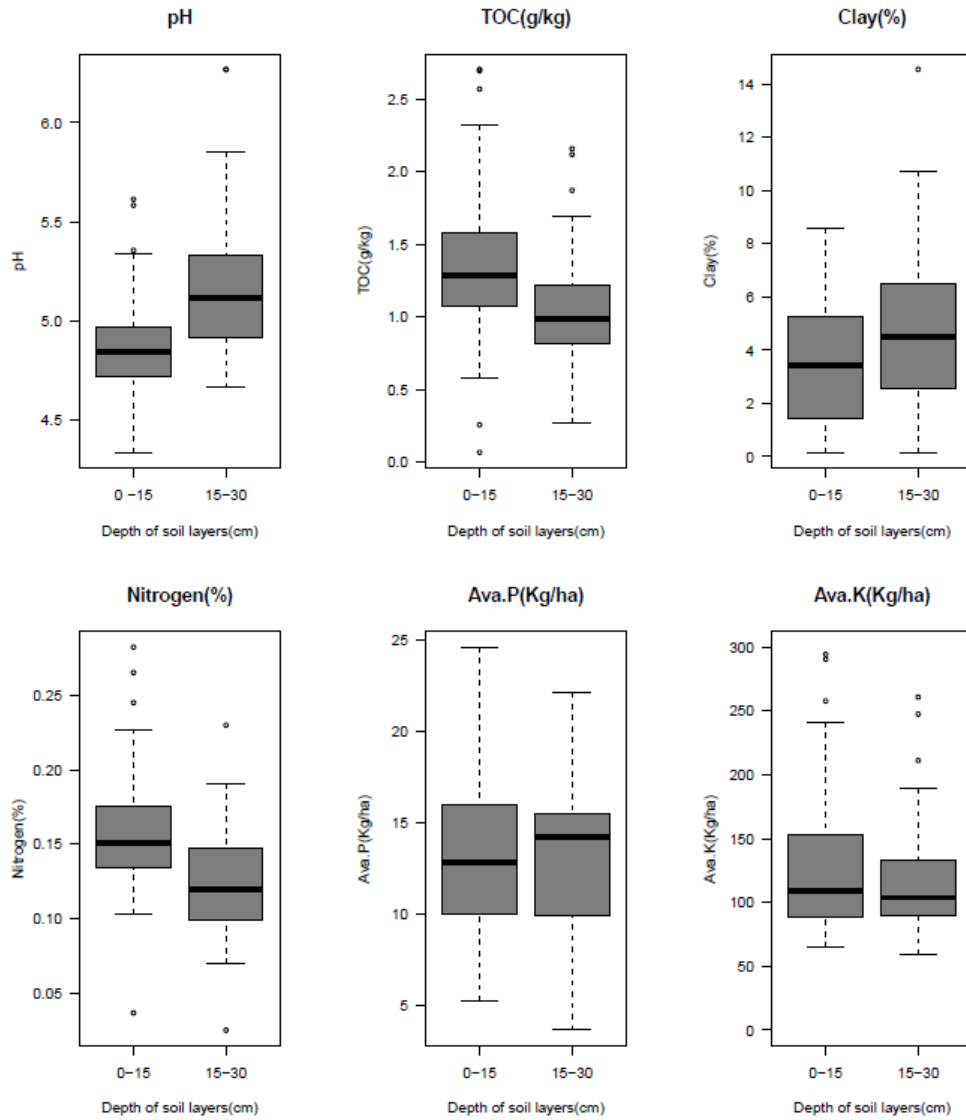 pH
TOC(g/kg)
Clay(%)
pH
6.0
5.5
5.0
4.5
0 −15
15−30
Depth of soil layers(cm)
TOC(g/kg)
2.5
2.0
1.5
1.0
0.5
0.0
0−15
15−30
Depth of soil layers(cm)
Clay(%)
14
12
10
8
6
4
2
0
0−15
15−30
Depth of soil layers(cm)
Nitrogen(%)
Ava.P(Kg/ha)
Ava.K(Kg/ha)
Nitrogen(%)
0.25
0.20
0.15
0.10
0.05
0−15
15−30
Depth of soil layers(cm)
Ava.P(Kg/ha)
25
20
15
10
5
0−15
15−30
Depth of soil layers(cm)
Ava.K(Kg/ha)
300
250
200
150
100
50
0
0−15
15−30
Depth of soil layers(cm)